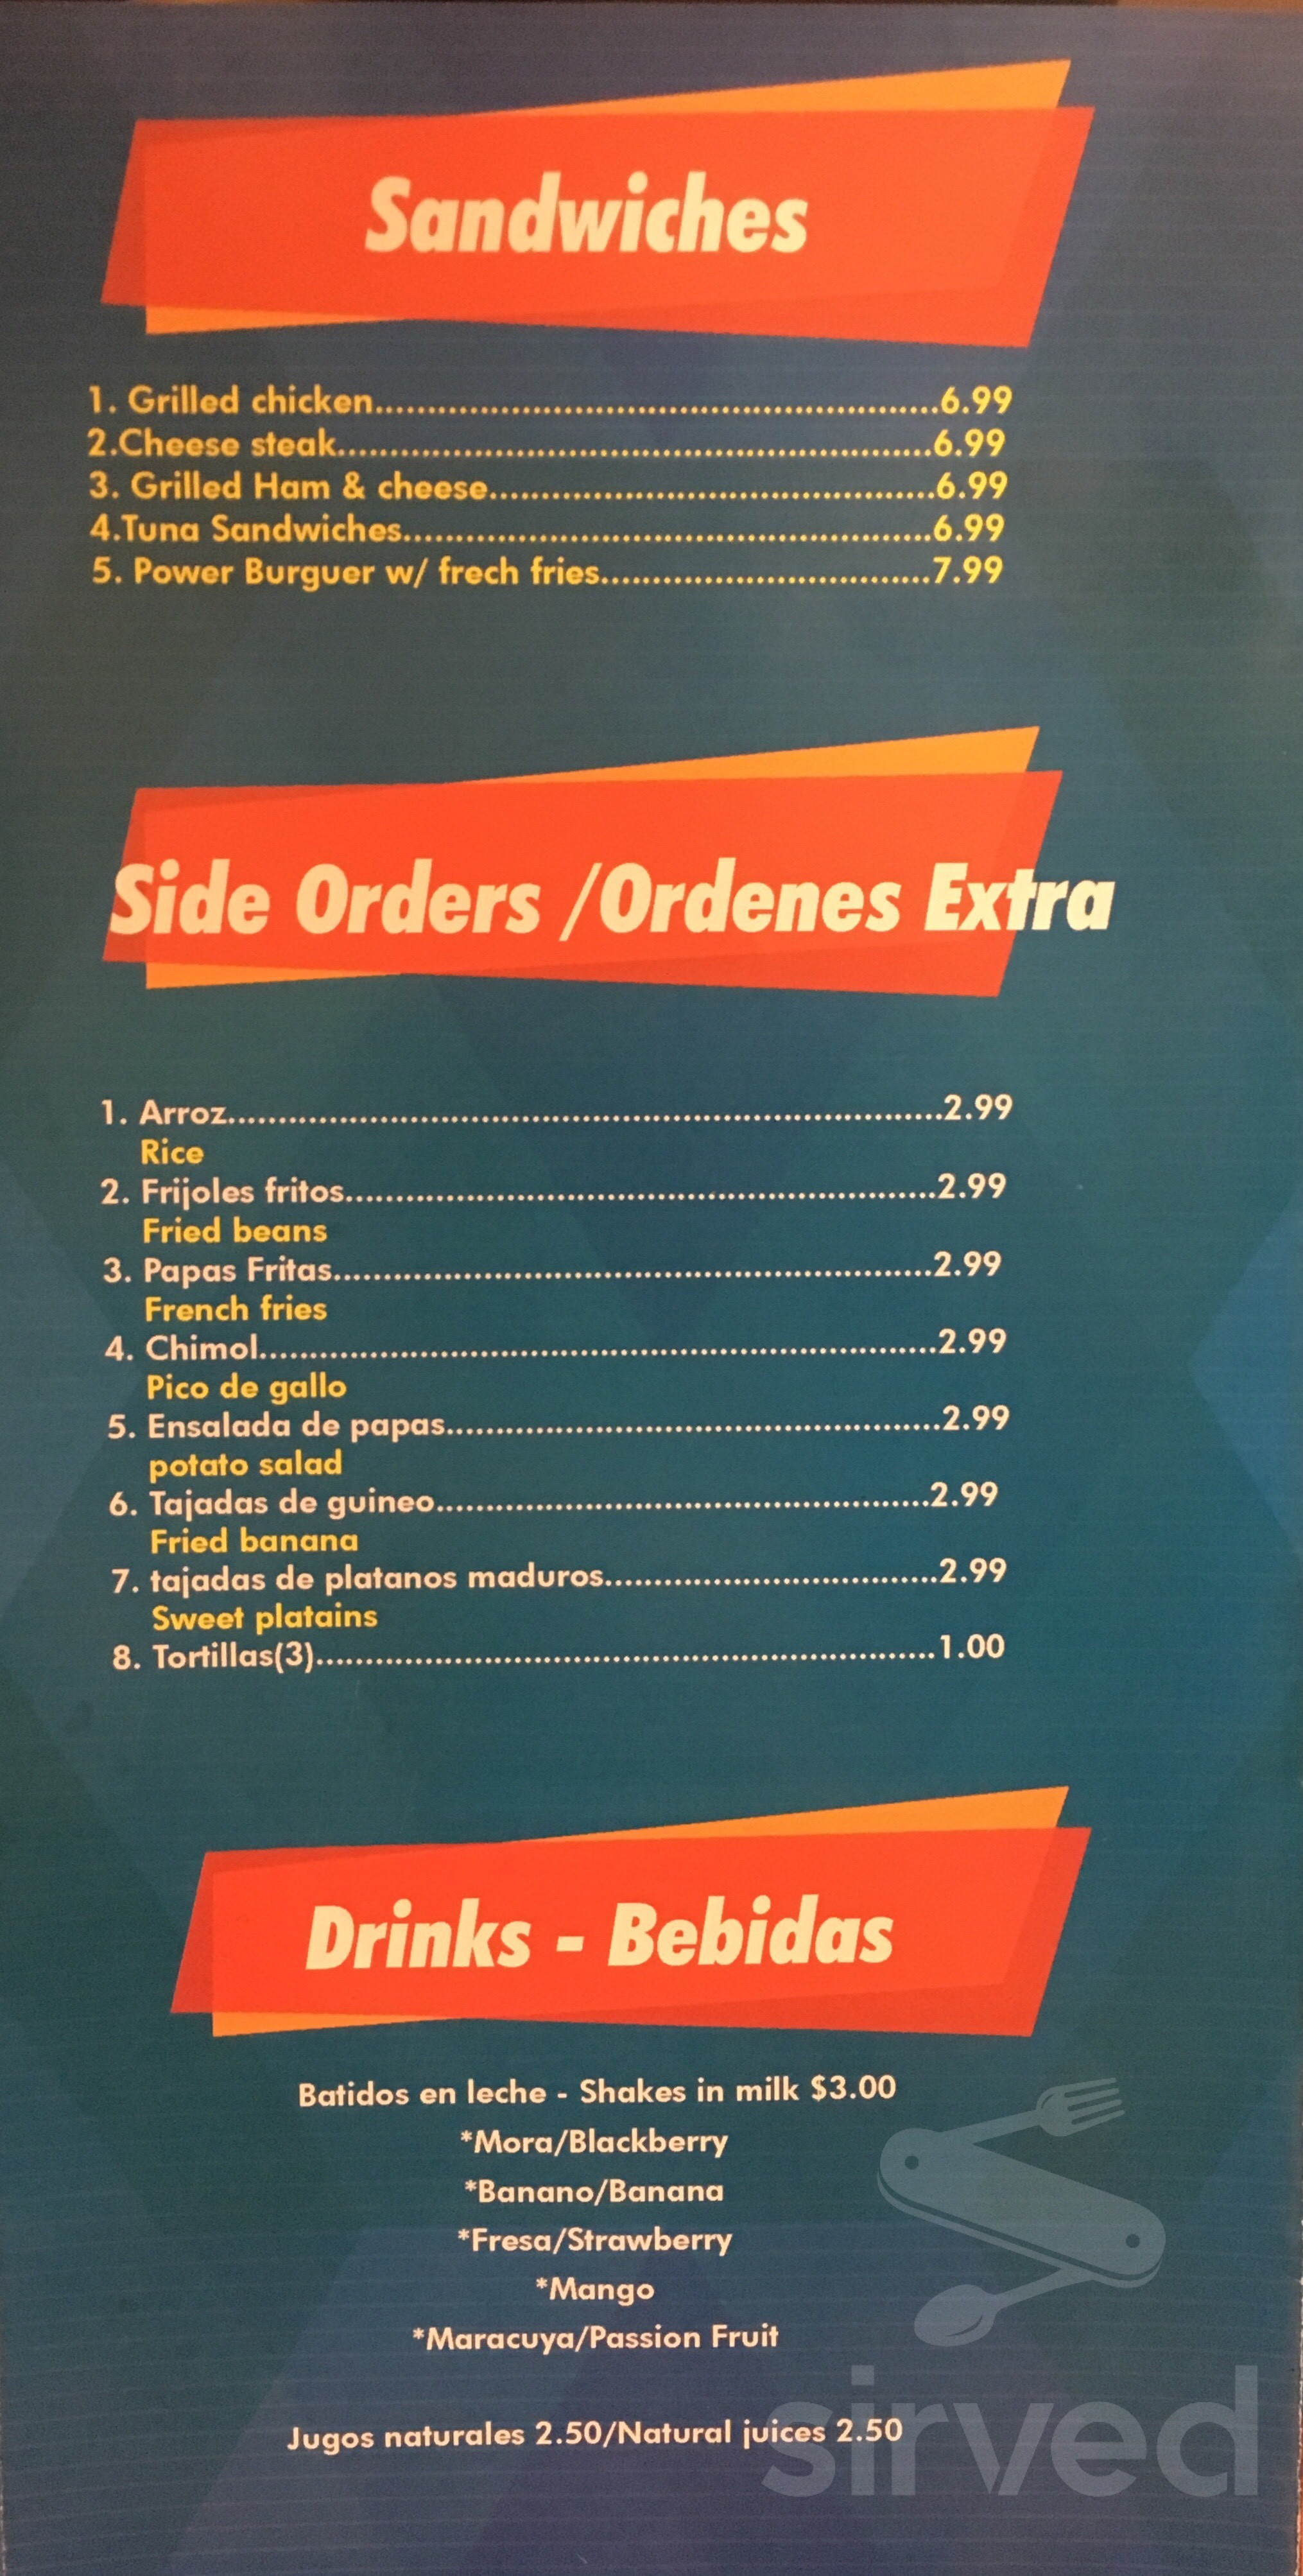 Sandwiches
1. Grilled chicken......................................................6.99
2.Cheese steak.........................................................6.99
3. Grilled Ham & cheese...........................................6.99
4.Tuna Sandwiches...................................................6.99
5. Power Burguer w/ frech fries................................7.99
Side Orders /Ordenes Extra
1. Arroz.....................................................................2.99
Rice
2. Frijoles fritos.........................................................2.99
Fried beans
3. Papas Fritas..........................................................2.99
French fries
4. Chimol..................................................................2.99
Pico de gallo
5. Ensalada de papas................................................2.99
potato salad
6. Tajadas de guineo................................................2.99
Fried banana
7. tajadas de platanos maduros................................2.99
Sweet platains
8. Tortillas(3)............................................................1.00
Drinks - Bebidas
Batidos en leche - Shakes in milk $3.00
*Mora/Blackberry
*Banano/Banana
*Fresa/Strawberry
*Mango
*Maracuya/Passion Fruit
Jugos naturales 2.50/Natural juices 2.50
sirved